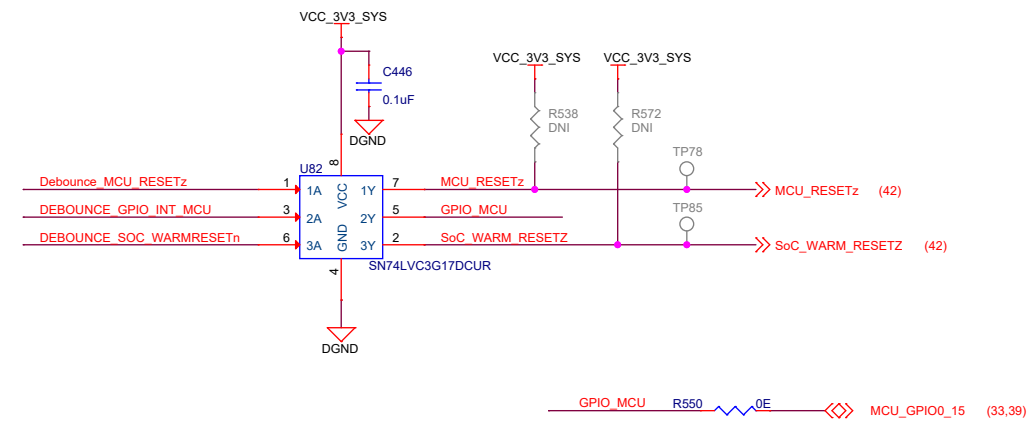 VCC_3V3_SYS
C446
0.1uF
DGND
VCC_3V3_SYS VCC_3V3_SYS
R538
DNI
R572
DNI
TP78
U82
Debounce_MCU_RESETz 1 1A VCC 8 1Y 7 MCU_RESETz MCU_RESETz (42)
DEBOUNCE_GPIO_INT_MCU 3 2A 2Y 5 GPIO_MCU
TP85
DEBOUNCE_SOC_WARMRESETn 6 3A GND 4 3Y 2 SoC_WARM_RESETZ SoC_WARM_RESETZ (42)
SN74LVC3G17DCUR
DGND
GPIO_MCU R550 0E MCU_GPIO0_15 (33,39)